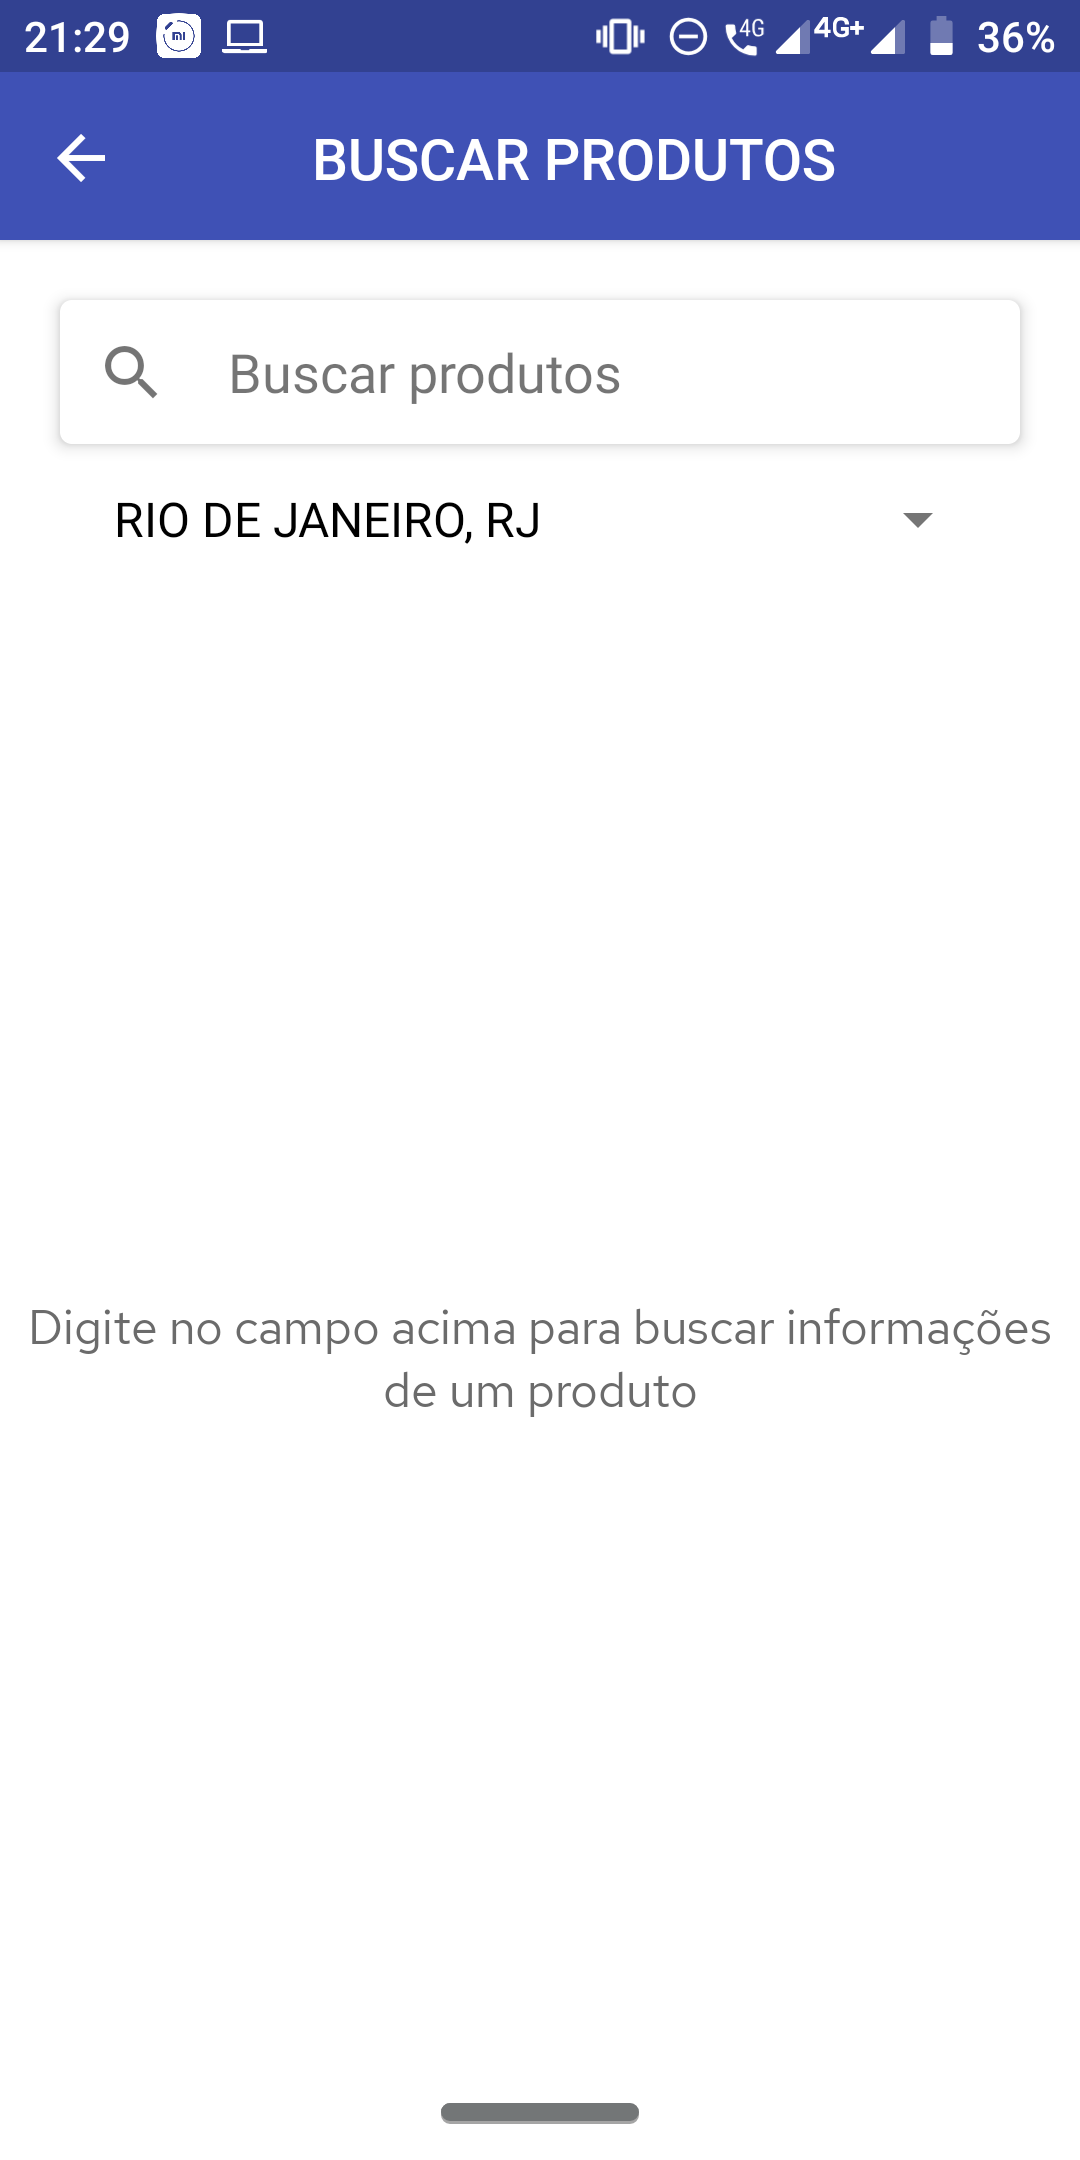 21:29
4G
4G+
36%
BUSCAR PRODUTOS
Buscar produtos
RIO DE JANEIRO, RJ
Digite no campo acima para buscar informações
de um produto